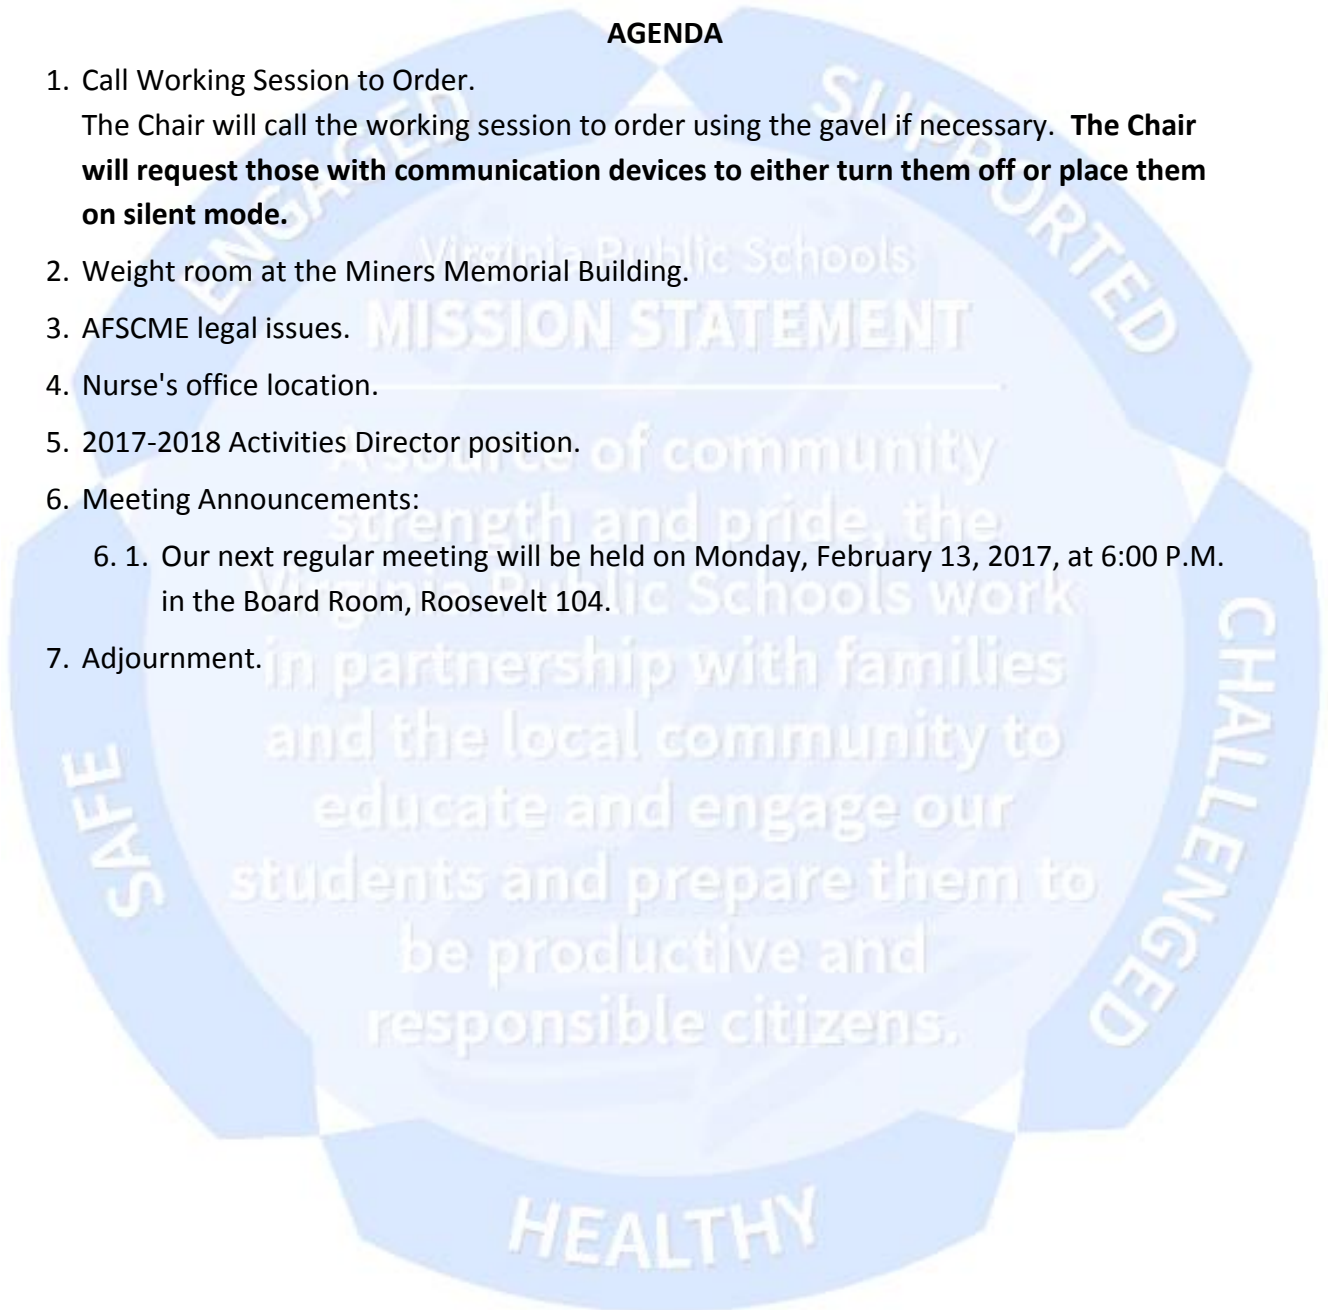 AGENDA
1. Call Working Session to Order.
The Chair will call the working session to order using the gavel if necessary. The Chair
will request those with communication devices to either turn them off or place them
on silent mode.
2. Weight room at the Miners Memorial Building.
3. AFSCME legal issues.
4. Nurse's office location.
5. 2017-2018 Activities Director position.
6. Meeting Announcements:
6. 1. Our next regular meeting will be held on Monday, February 13, 2017, at 6:00 P.M.
in the Board Room, Roosevelt 104.
7. Adjournment.
ENGAGED
SUPPORTED
CHALLENGED
HEALTHY
SAFE
Virginia Public Schools
MISSION STATEMENT
A source of community
strength and pride, the
Virginia Public Schools work
in partnership with families
and the local community to
educate and engage our
students and prepare them to
be productive and
responsible citizens.